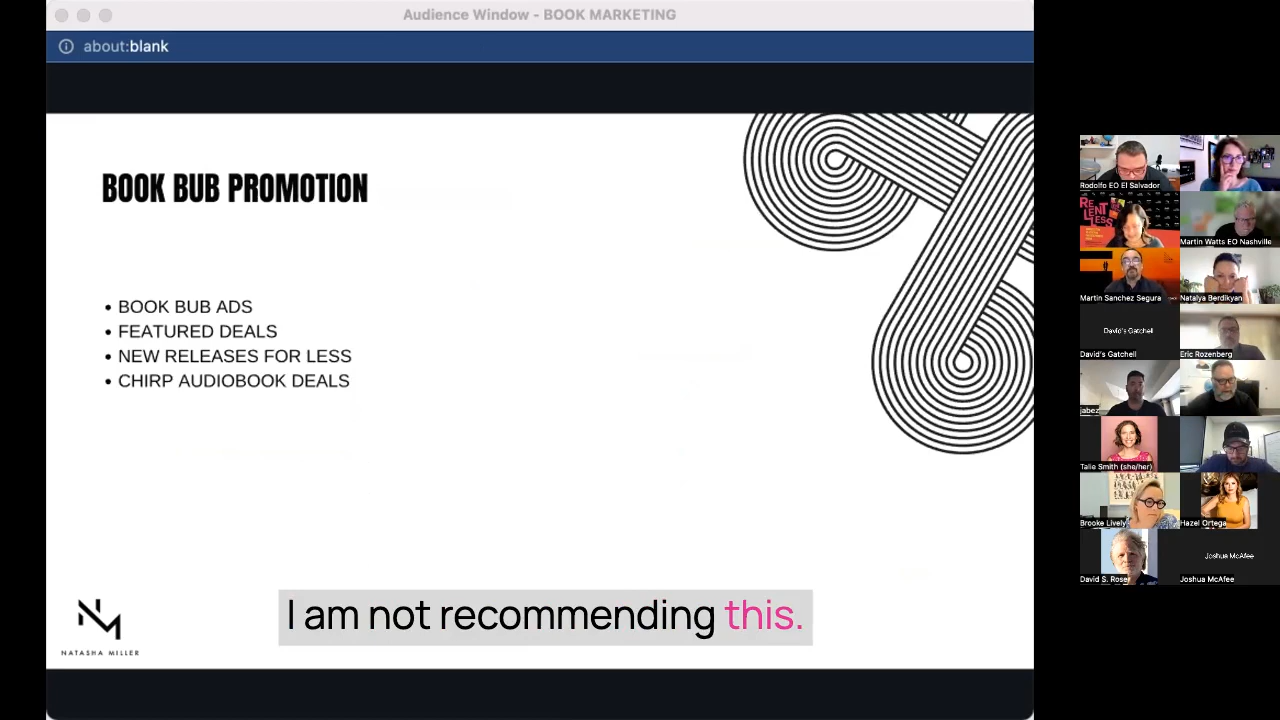 Audience Window - BOOK MARKETING
about:blank
BOOK BUB PROMOTION
• BOOK BUB ADS
• FEATURED DEALS
• NEW RELEASES FOR LESS
• CHIRP AUDIOBOOK DEALS
NM
NATASHA MILLER
I am not recommending this.
Rodolfo EO El Salvador
RELENTLESS
Martin Watts EO Nashville
Martin Sanchez Segura
Natalya Berdikyan
David's Gatchell
David's Gatchell
Eric Rozenberg
jabez
Talie Smith (she/her)
Brooke Lively
Hazel Ortega
David S. Rose
Joshua McAfee
Joshua McAfee